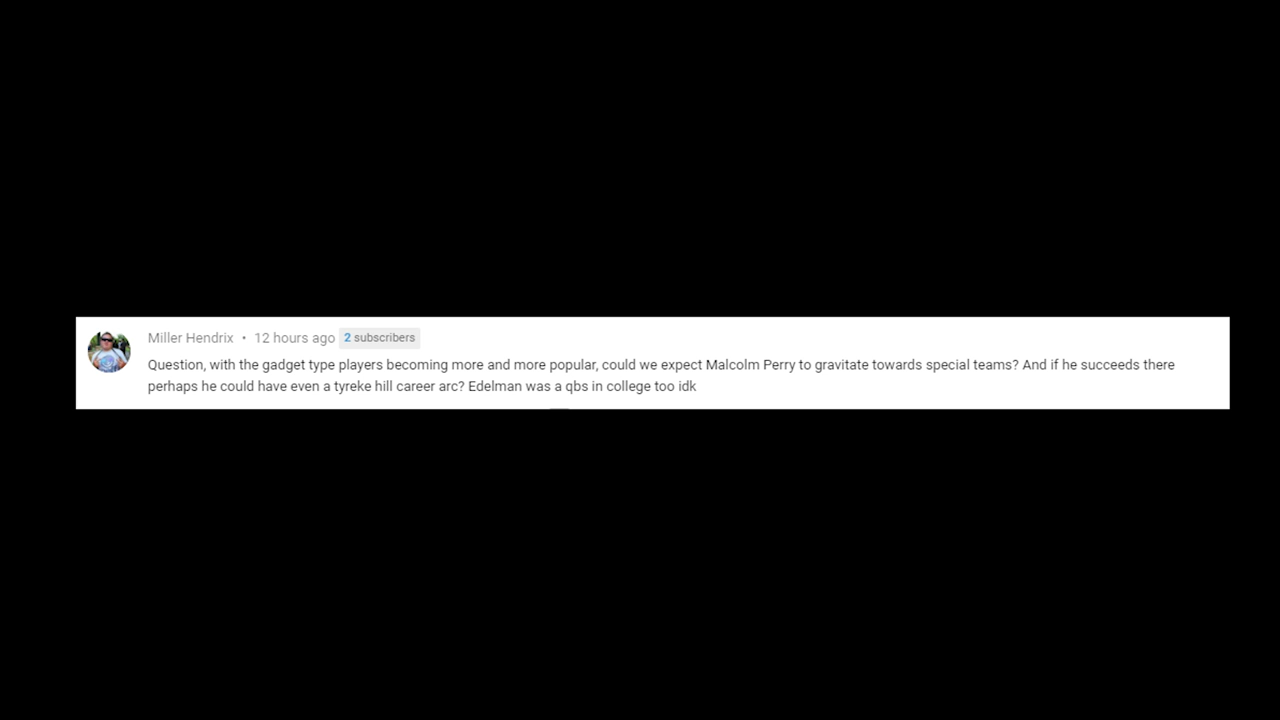 Miller Hendrix • 12 hours ago 2 subscribers
Question, with the gadget type players becoming more and more popular, could we expect Malcolm Perry to gravitate towards special teams? And if he succeeds there
perhaps he could have even a tyreke hill career arc? Edelman was a qbs in college too idk